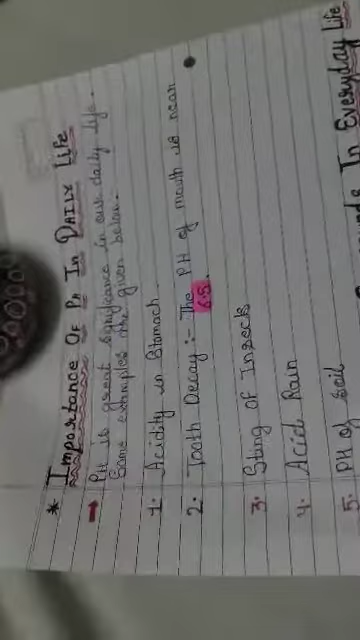 * IMPORTANCE OF PH IN DAILY LIFE
→ PH is great significance in our daily life.
Some examples are given below.
1. Acidity in Stomach
2. Tooth Decay :- The PH of mouth is near
6.5.
3. Sting of Insects
4. Acid Rain
5. PH of Soil
In Everyday Life